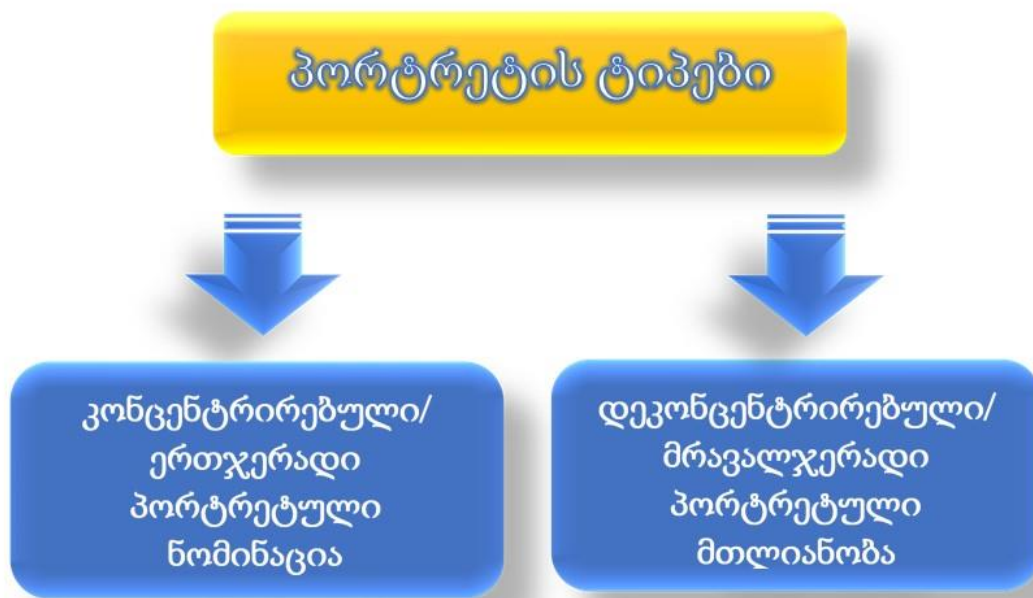 პორტრეტის ტიპები
კონცენტრირებული/
ერთჯერადი
პორტრეტული
ნომინაცია
დეკონცენტრირებული/
მრავალჯერადი
პორტრეტული
მთლიანობა